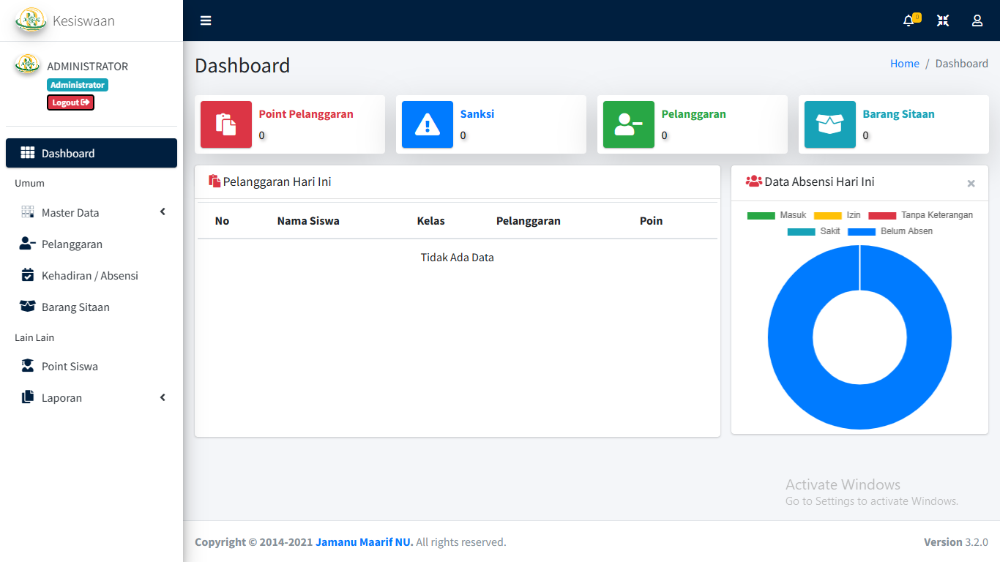 Kesiswaan
0
ADMINISTRATOR
Administrator
Logout
Dashboard
Umum
Master Data
Pelanggaran
Kehadiran / Absensi
Barang Sitaan
Lain Lain
Point Siswa
Laporan
Dashboard
Home / Dashboard
Point Pelanggaran
0
Sanksi
0
Pelanggaran
0
Barang Sitaan
0
Pelanggaran Hari Ini
No Nama Siswa Kelas Pelanggaran Poin
Tidak Ada Data
Data Absensi Hari Ini ×
Masuk Izin Tanpa Keterangan
Sakit Belum Absen
Activate Windows
Go to Settings to activate Windows.
Copyright © 2014-2021 Jamanu Maarif NU. All rights reserved.
Version 3.2.0